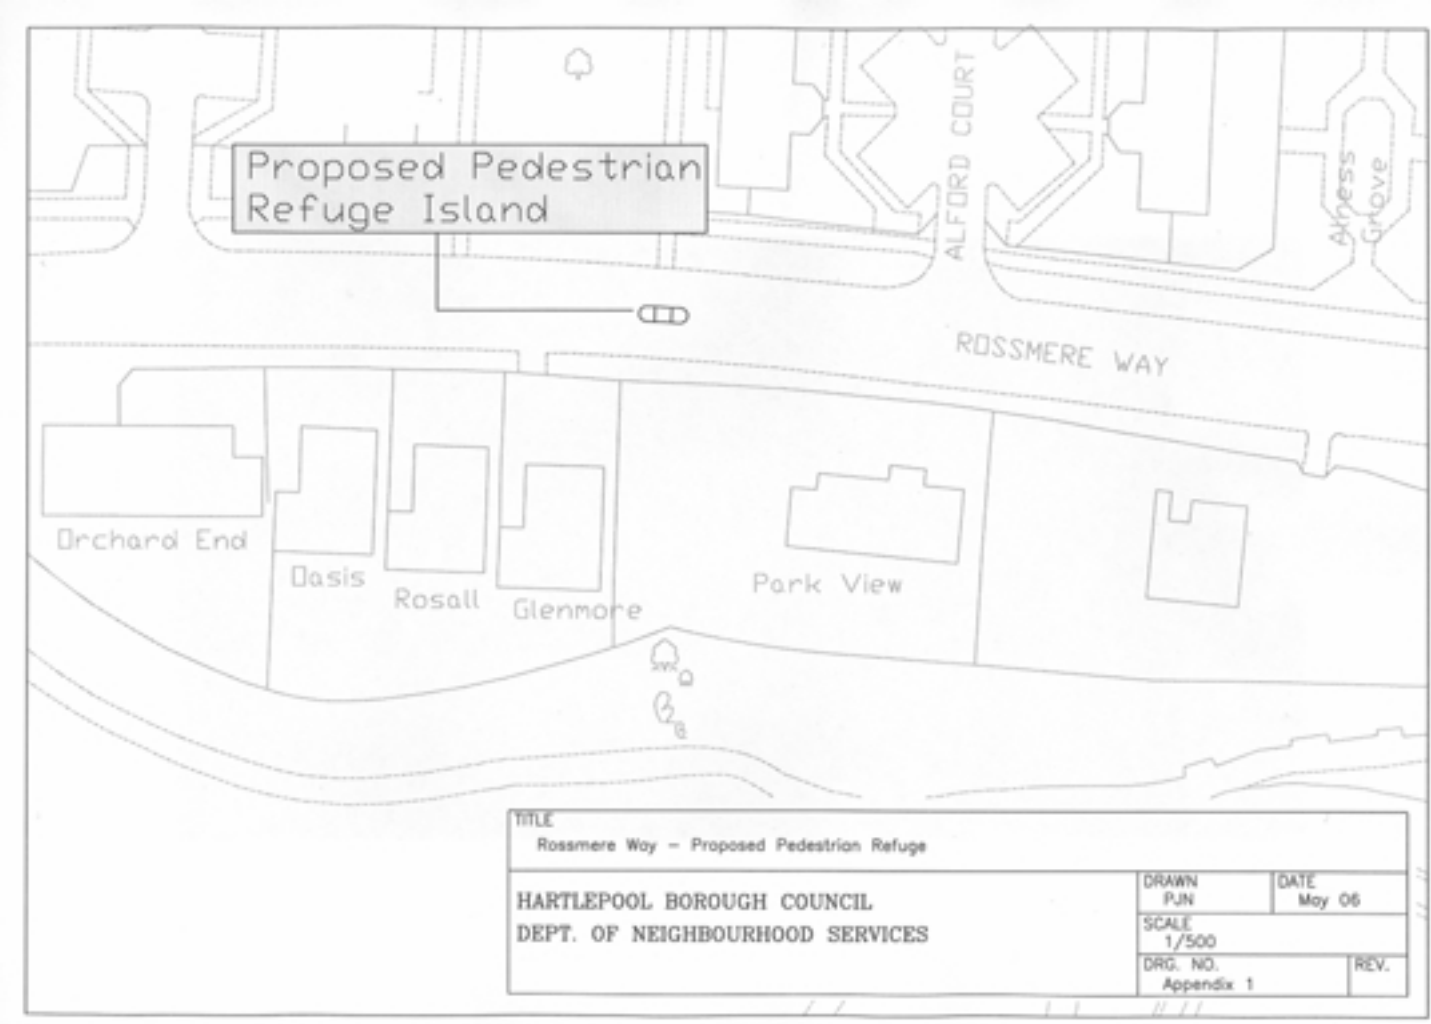 ALFORD COURT
Alness
Grove
Proposed Pedestrian
Refuge Island
ROSSMERE WAY
Orchard End
Oasis
Rosall
Glenmore
Park View
TITLE
Rossmere Way - Proposed Pedestrian Refuge
HARTLEPOOL BOROUGH COUNCIL
DEPT. OF NEIGHBOURHOOD SERVICES
DRAWN
PJN
DATE
May 06
SCALE
1/500
DRG. NO.
Appendix 1
REV.